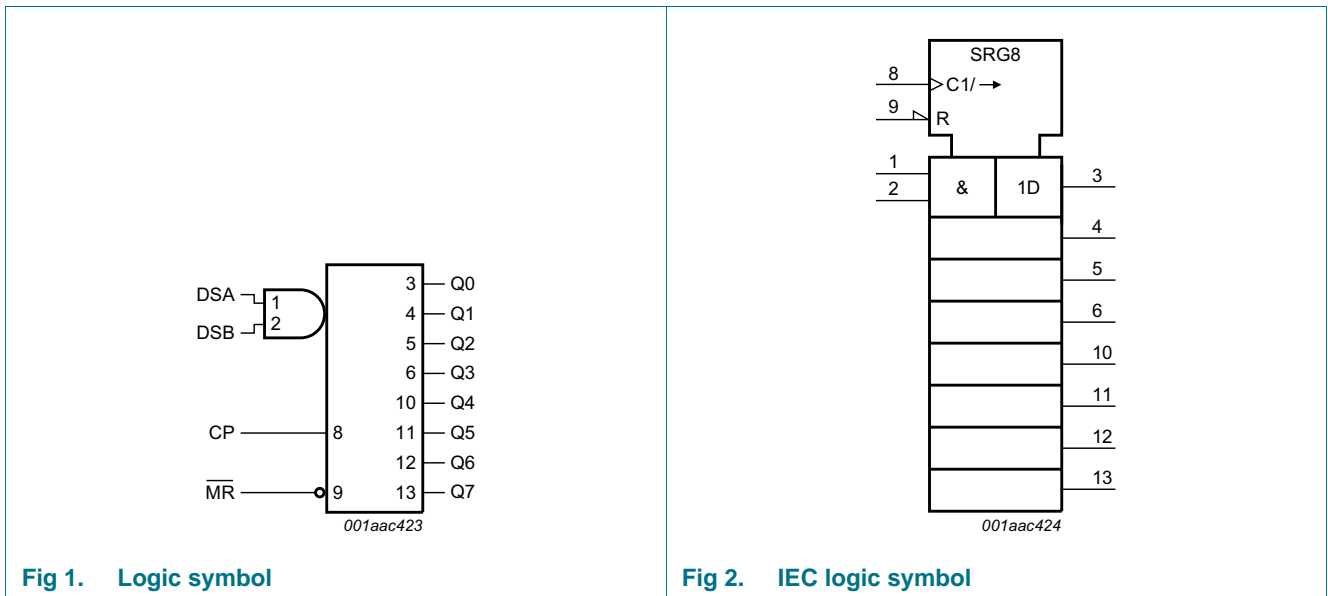 DSA
DSB
1
2
CP
8
MR
9
3
Q0
4
Q1
5
Q2
6
Q3
10
Q4
11
Q5
12
Q6
13
Q7
001aac423
Fig 1. Logic symbol
SRG8
8
C1/→
9
R
1
2
&
1D
3
4
5
6
10
11
12
13
001aac424
Fig 2. IEC logic symbol